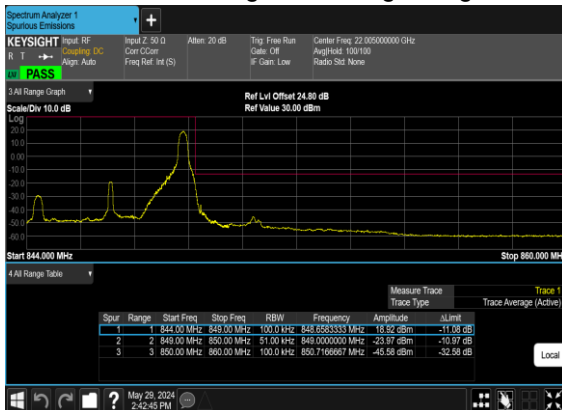 Spectrum Analyzer 1
Spurious Emissions
+
KEYSIGHT Input: RF Input Z: 50 Ω Atten: 20 dB Trig: Free Run Center Freq: 22.005000000 GHz
R T Coupling: DC Corr CCorr Gate: Off Avg|Hold: 100/100
Align: Auto Freq Ref: Int (S) IF Gain: Low Radio Std: None
PASS
3 All Range Graph
Ref Lvl Offset 24.80 dB
Scale/Div 10.0 dB Ref Value 30.00 dBm
Log
20.0
10.0
0.00
-10.0
-20.0
-30.0
-40.0
-50.0
-60.0
Start 844.000 MHz Stop 860.000 MH
4 All Range Table
Measure Trace Trace 1
Trace Type Trace Average (Active)
Spur Range Start Freq Stop Freq RBW Frequency Amplitude ΔLimit
1 1 844.00 MHz 849.00 MHz 100.0 kHz 848.6583333 MHz 18.92 dBm -11.08 dB
2 2 849.00 MHz 850.00 MHz 51.00 kHz 849.0000000 MHz -23.97 dBm -10.97 dB
3 3 850.00 MHz 860.00 MHz 100.0 kHz 850.7166667 MHz -45.58 dBm -32.58 dB
Local
? May 29, 2024
2:42:45 PM